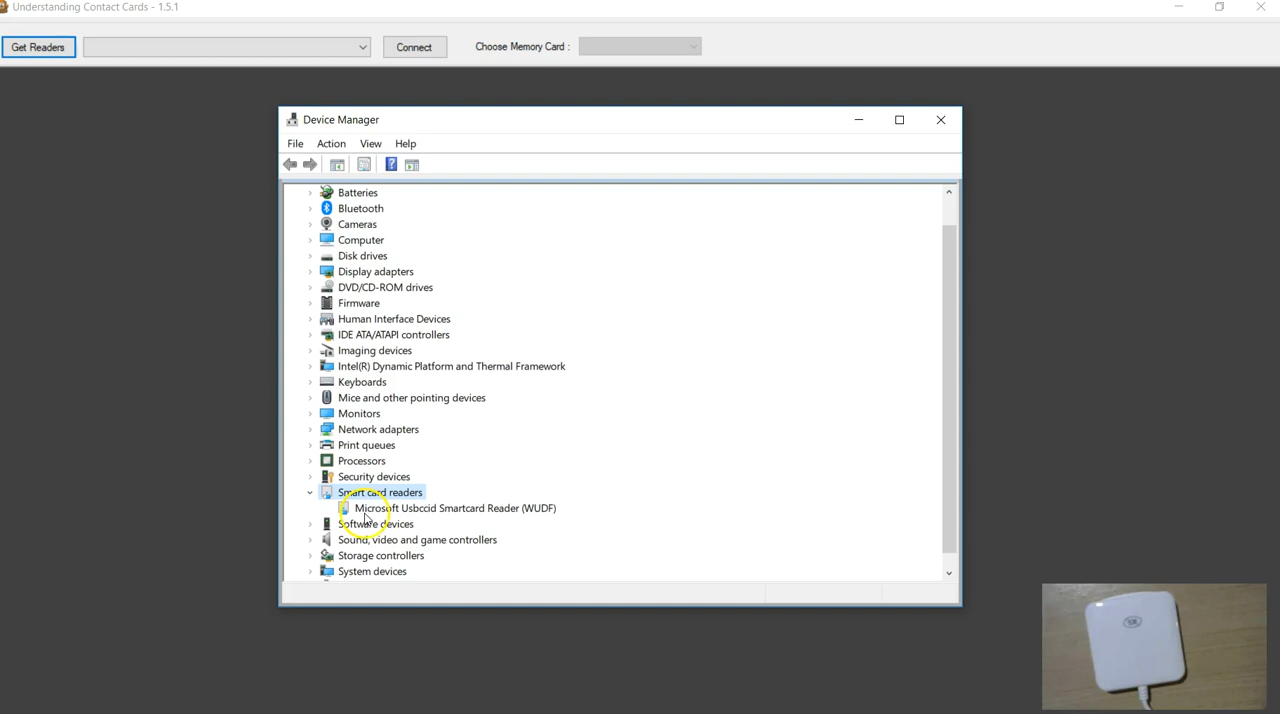 Understanding Contact Cards - 1.5.1
Get Readers
Connect
Choose Memory Card :
Device Manager
File Action View Help
Batteries
Bluetooth
Cameras
Computer
Disk drives
Display adapters
DVD/CD-ROM drives
Firmware
Human Interface Devices
IDE ATA/ATAPI controllers
Imaging devices
Intel(R) Dynamic Platform and Thermal Framework
Keyboards
Mice and other pointing devices
Monitors
Network adapters
Print queues
Processors
Security devices
Smart card readers
Microsoft Usbccid Smartcard Reader (WUDF)
Software devices
Sound, video and game controllers
Storage controllers
System devices